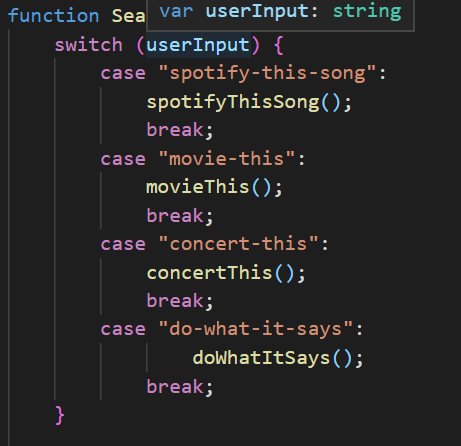 function Sea
var userInput: string
switch (userInput) {
case "spotify-this-song":
spotifyThisSong();
break;
case "movie-this":
movieThis();
break;
case "concert-this":
concertThis();
break;
case "do-what-it-says":
doWhatItSays();
break;
}